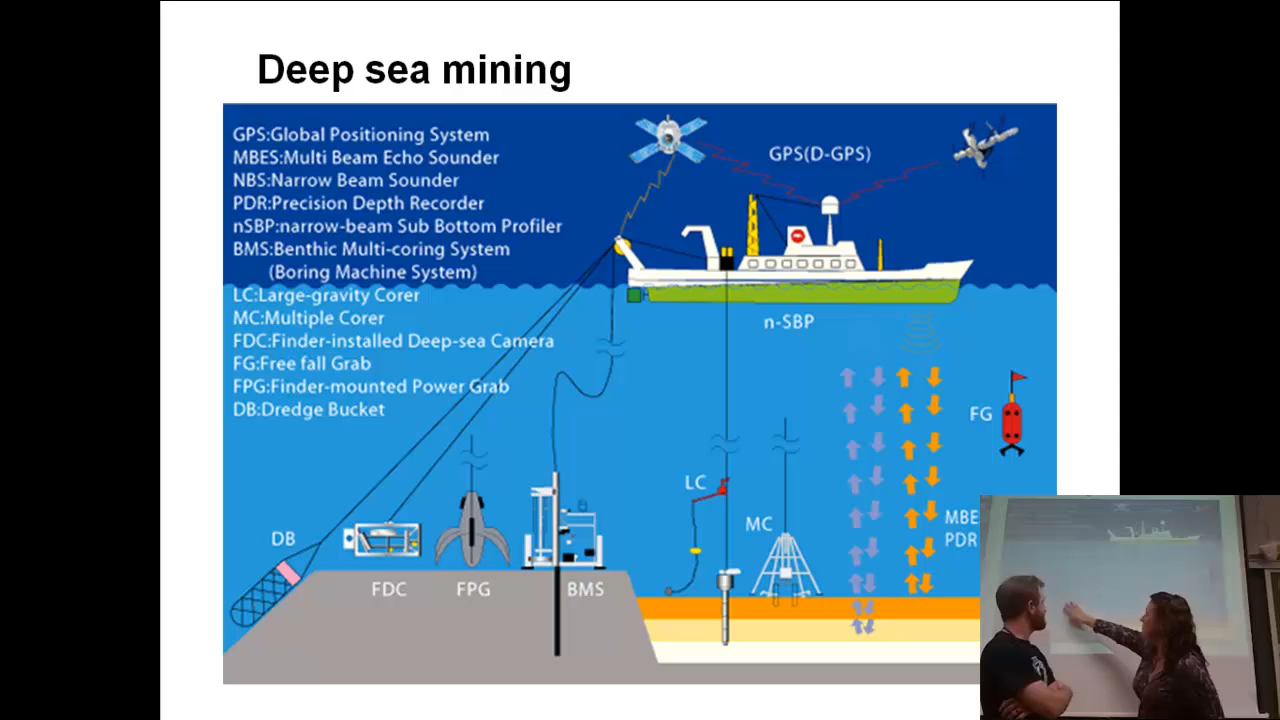 Deep sea mining
GPS:Global Positioning System
MBES:Multi Beam Echo Sounder
NBS:Narrow Beam Sounder
PDR:Precision Depth Recorder
nSBP:narrow-beam Sub Bottom Profiler
BMS:Benthic Multi-coring System
(Boring Machine System)
LC:Large-gravity Corer
MC:Multiple Corer
FDC:Finder-installed Deep-sea Camera
FG:Free fall Grab
FPG:Finder-mounted Power Grab
DB:Dredge Bucket
GPS(D-GPS)
n-SBP
FG
LC
MC
MBE
PDR
DB
FDC
FPG
BMS